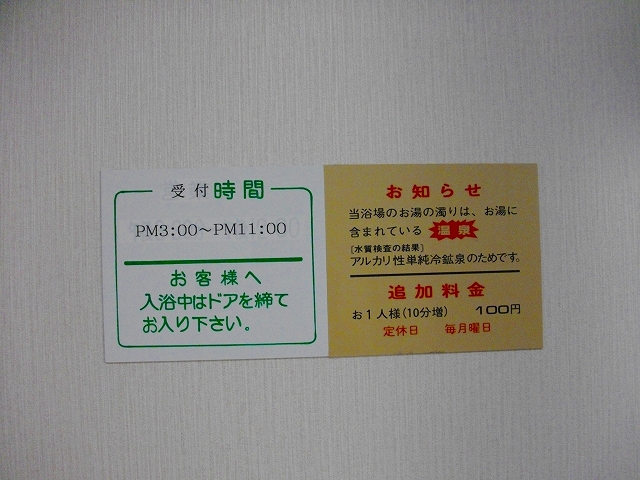 受付時間
PM3:00～PM11:00
お客様へ
入浴中はドアを締て
お入り下さい。
お知らせ
当浴場のお湯の濁りは、お湯に
含まれている 温泉
[水質検査の結果]
アルカリ性単純冷鉱泉のためです。
追加料金
お1人様(10分増) 100円
定休日 毎月曜日